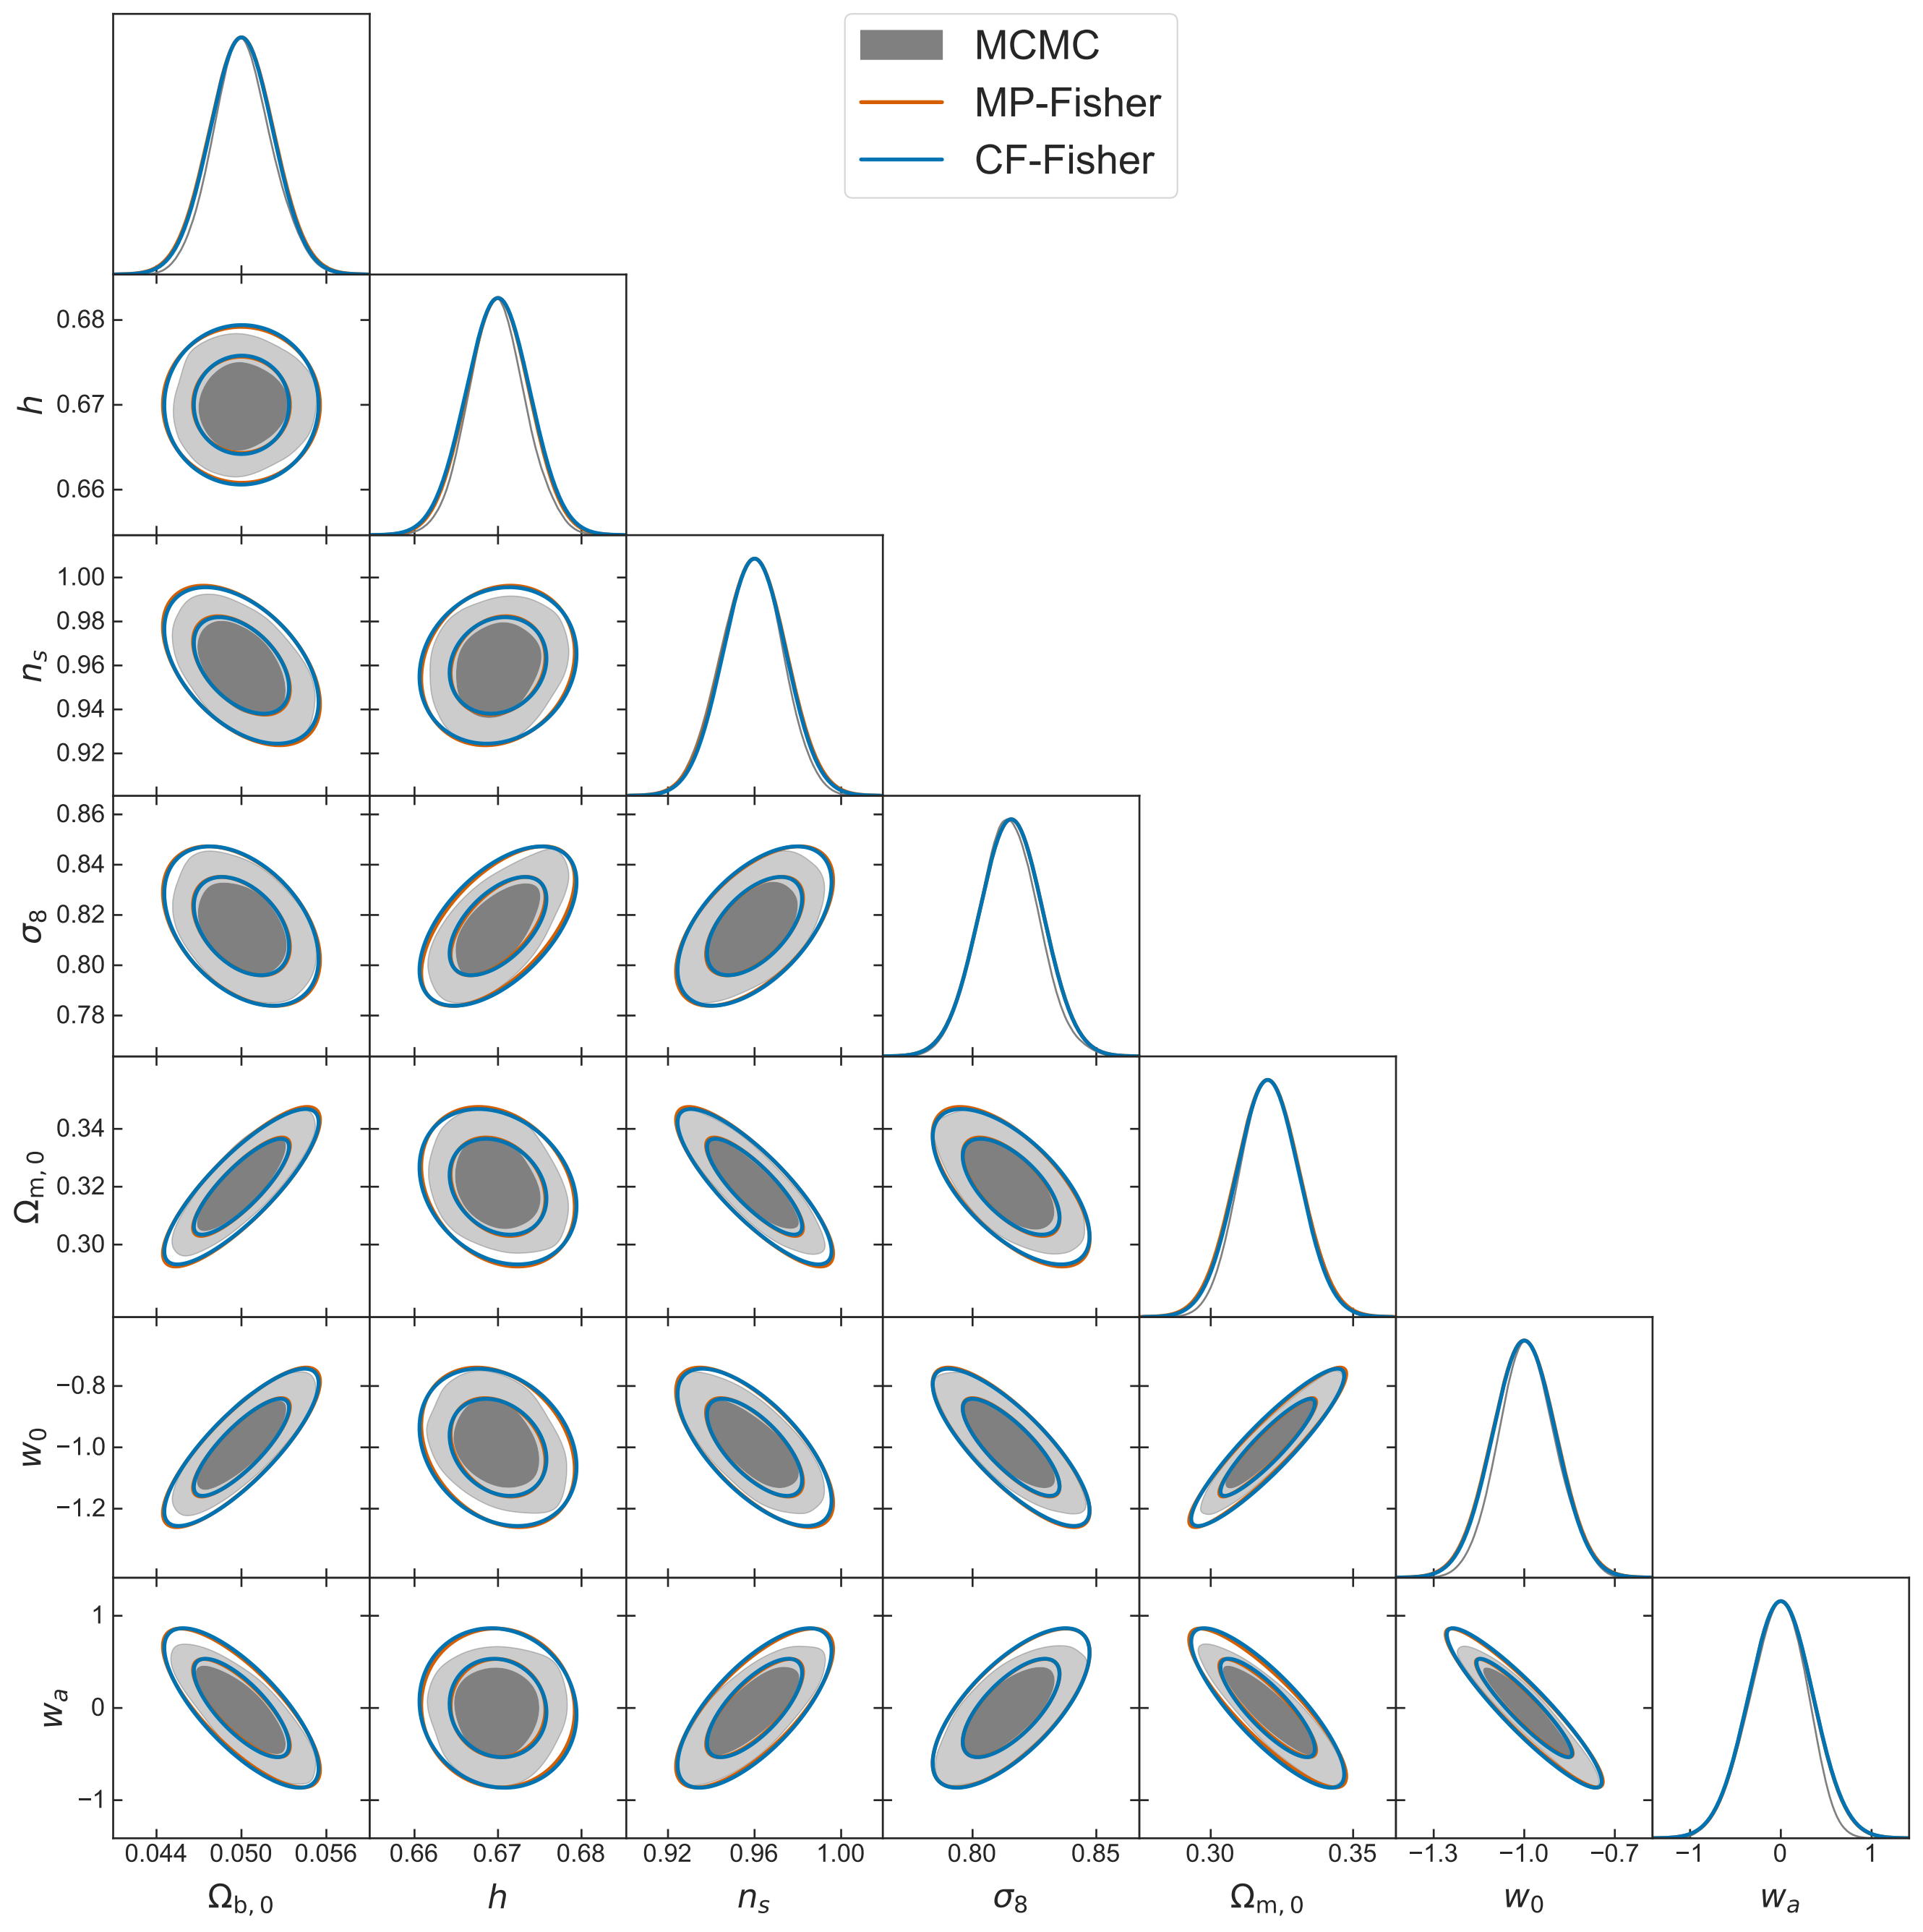 MCMC
MP-Fisher
CF-Fisher
0.68
0.67
0.66
h
1.00
0.98
0.96
0.94
0.92
n_s
0.86
0.84
0.82
0.80
0.78
σ_8
0.34
0.32
0.30
Ω_{m, 0}
−0.8
−1.0
−1.2
w_0
1
0
−1
w_a
0.044 0.050 0.056 0.66 0.67 0.68 0.92 0.96 1.00 0.80 0.85 0.30 0.35 −1.3 −1.0 −0.7 −1 0 1
Ω_{b, 0} h n_s σ_8 Ω_{m, 0} w_0 w_a